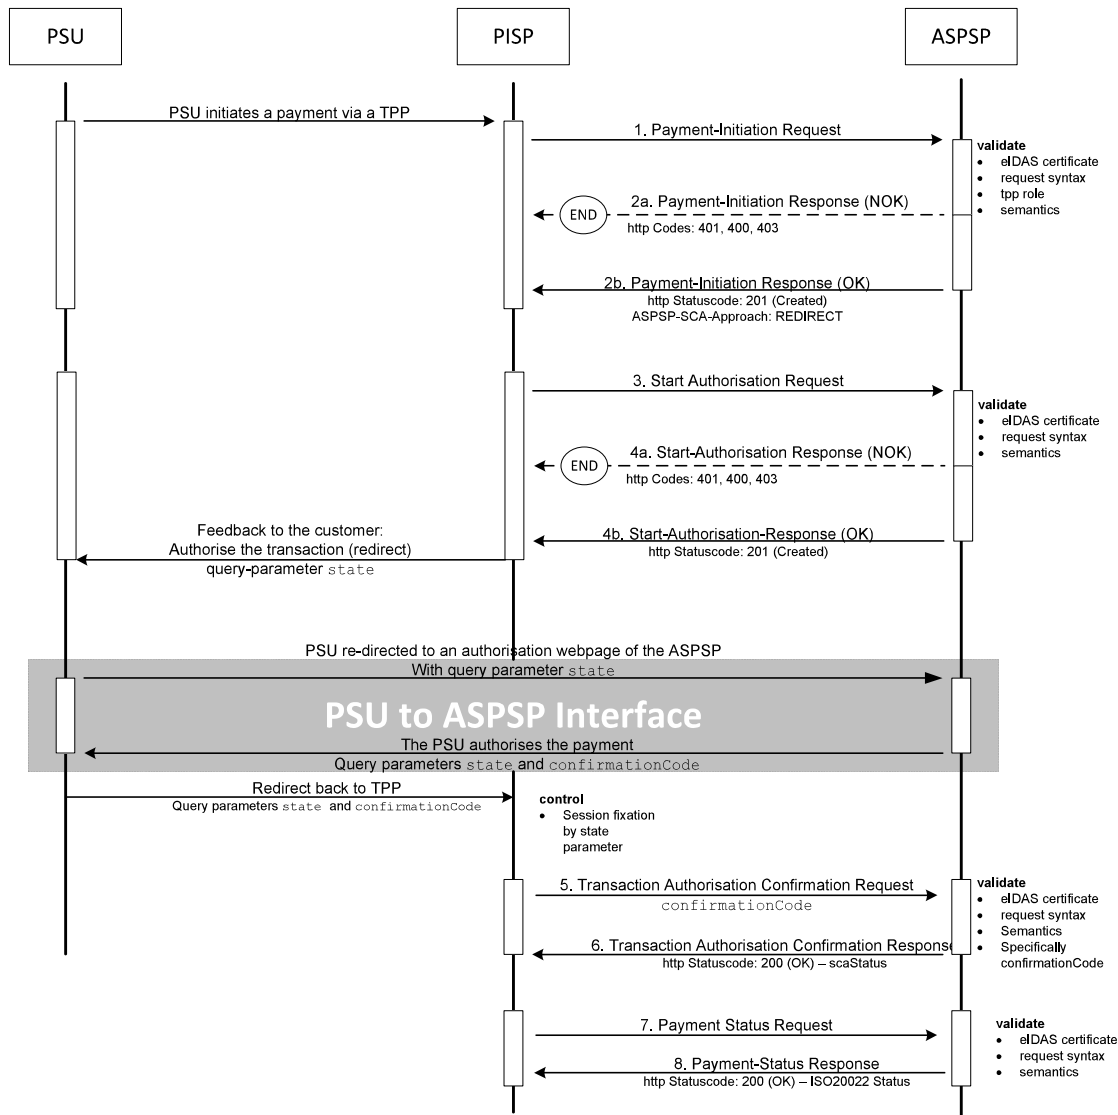 PSU
PISP
ASPSP
PSU initiates a payment via a TPP
1. Payment-Initiation Request
validate
• eIDAS certificate
• request syntax
• tpp role
• semantics
2a. Payment-Initiation Response (NOK)
END
http Codes: 401, 400, 403
2b. Payment-Initiation Response (OK)
http Statuscode: 201 (Created)
ASPSP-SCA-Approach: REDIRECT
3. Start Authorisation Request
validate
• eIDAS certificate
• request syntax
• semantics
4a. Start-Authorisation Response (NOK)
END
http Codes: 401, 400, 403
4b. Start-Authorisation-Response (OK)
http Statuscode: 201 (Created)
Feedback to the customer:
Authorise the transaction (redirect)
query-parameter state
PSU re-directed to an authorisation webpage of the ASPSP
With query parameter state
PSU to ASPSP Interface
The PSU authorises the payment
Query parameters state and confirmationCode
Redirect back to TPP
Query parameters state and confirmationCode
control
• Session fixation
by state
parameter
5. Transaction Authorisation Confirmation Request
confirmationCode
validate
• eIDAS certificate
• request syntax
• Semantics
• Specifically
confirmationCode
6. Transaction Authorisation Confirmation Response
http Statuscode: 200 (OK) – scaStatus
7. Payment Status Request
validate
• eIDAS certificate
• request syntax
• semantics
8. Payment-Status Response
http Statuscode: 200 (OK) – ISO20022 Status